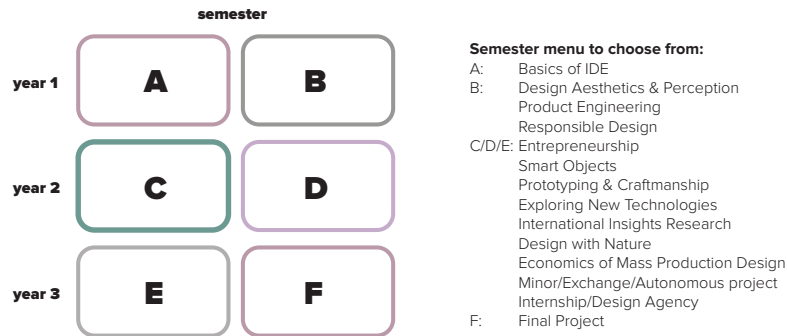 semester
year 1
A
B
year 2
C
D
year 3
E
F
Semester menu to choose from:
A: Basics of IDE
B: Design Aesthetics & Perception
Product Engineering
Responsible Design
C/D/E: Entrepreneurship
Smart Objects
Prototyping & Craftmanship
Exploring New Technologies
International Insights Research
Design with Nature
Economics of Mass Production Design
Minor/Exchange/Autonomous project
Internship/Design Agency
F: Final Project